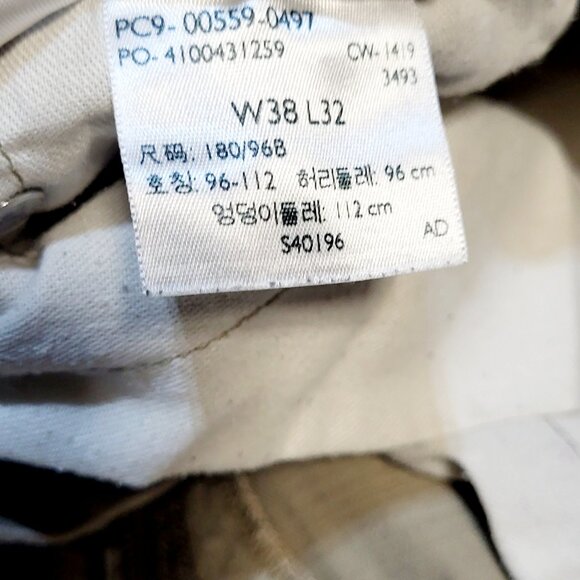 PC9- 00559-0497
PO- 4100431259
CW- 1419
3493
W38 L32
尺码: 180/96B
호칭: 96-112 허리둘레: 96 cm
엉덩이둘레: 112 cm
S40196
AD